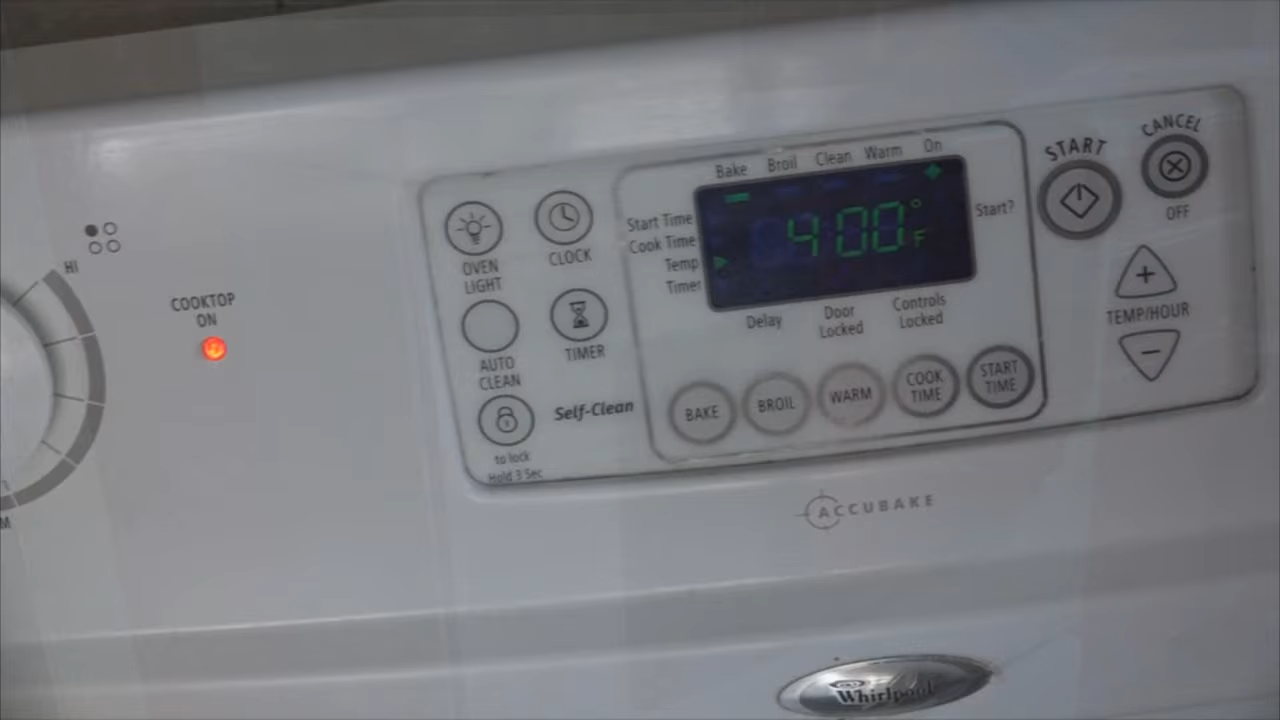 HI
COOKTOP
ON
OVEN
LIGHT
CLOCK
AUTO
CLEAN
TIMER
Self-Clean
to lock
Hold 3 Sec
Bake Broil Clean Warm On
Start Time
Cook Time
Temp
Timer
400°F
Start?
Delay
Door
Locked
Controls
Locked
BAKE
BROIL
WARM
COOK
TIME
START
TIME
START
CANCEL
OFF
TEMP/HOUR
ACCUBAKE
Whirlpool